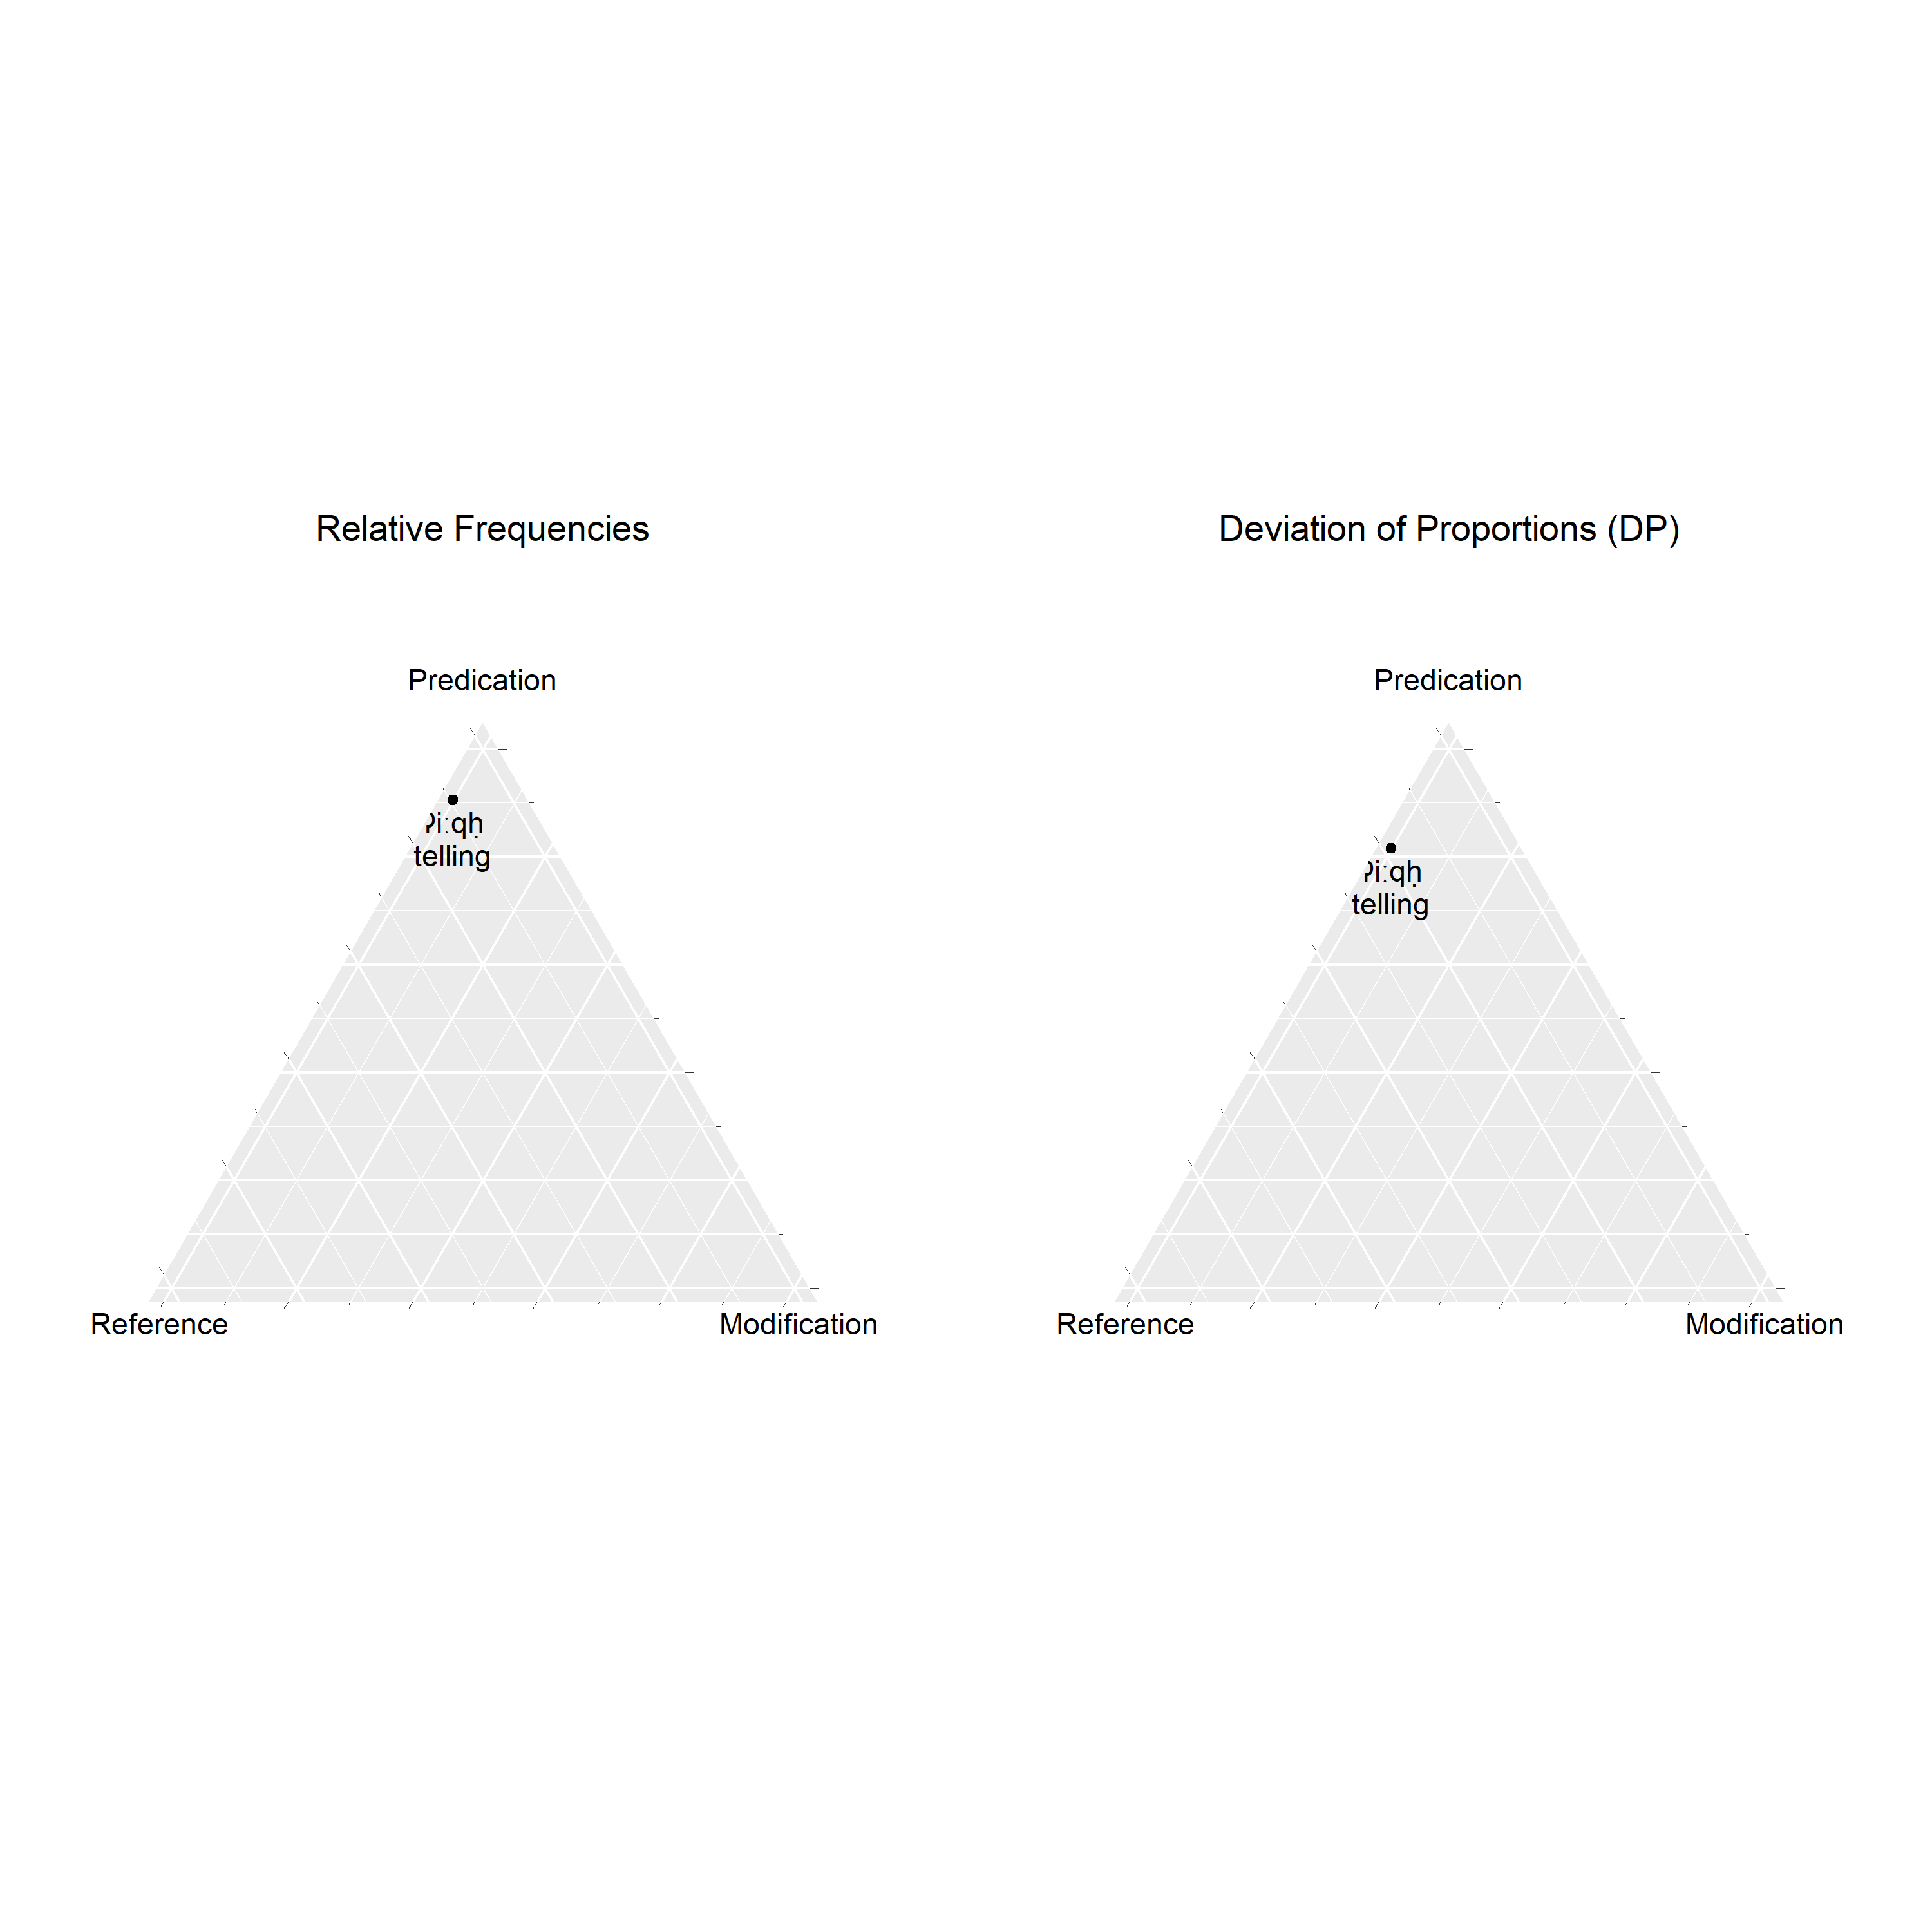 Relative Frequencies
Predication
ʔiːqḥ
telling
Reference
Modification
Deviation of Proportions (DP)
Predication
ʔiːqḥ
telling
Reference
Modification